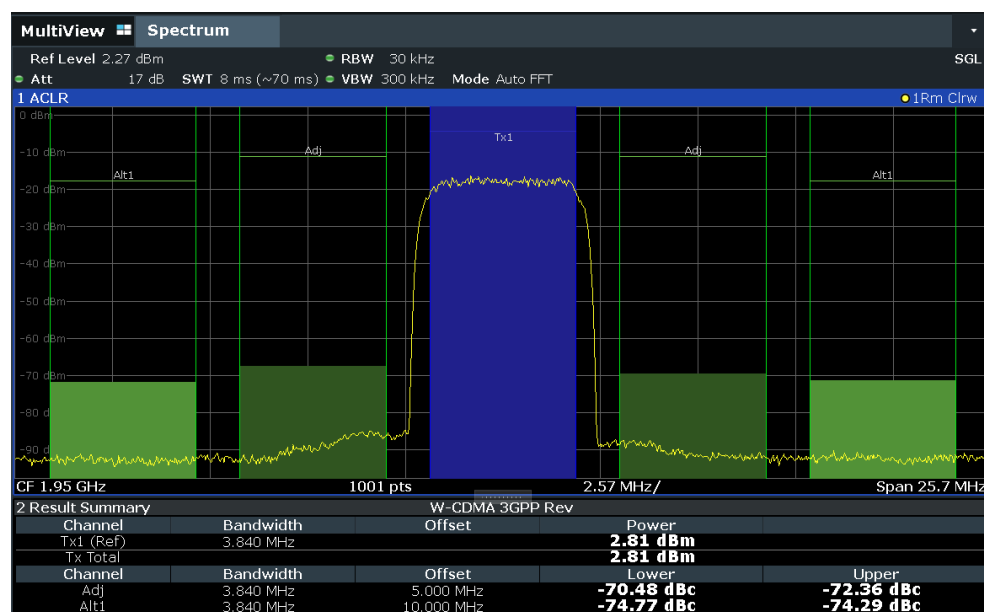 MultiView Spectrum
Ref Level 2.27 dBm RBW 30 kHz SGL
Att 17 dB SWT 8 ms (~70 ms) VBW 300 kHz Mode Auto FFT
1 ACLR 1Rm Clrw
0 dBm
Tx1
-10 dBm Adj Adj
Alt1 Alt1
-20 dBm
-30 dBm
-40 dBm
-50 dBm
-60 dBm
-70 dBm
-80 d
-90 d
CF 1.95 GHz 1001 pts 2.57 MHz/ Span 25.7 MHz
2 Result Summary W-CDMA 3GPP Rev
Channel Bandwidth Offset Power
Tx1 (Ref) 3.840 MHz 2.81 dBm
Tx Total 2.81 dBm
Channel Bandwidth Offset Lower Upper
Adj 3.840 MHz 5.000 MHz -70.48 dBc -72.36 dBc
Alt1 3.840 MHz 10.000 MHz -74.77 dBc -74.29 dBc